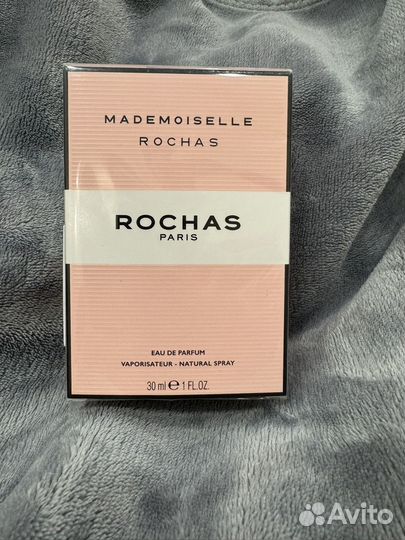 MADEMOISELLE
ROCHAS
ROCHAS
PARIS
EAU DE PARFUM
VAPORISATEUR - NATURAL SPRAY
30 ml ℮ 1 FL.OZ.
Avito